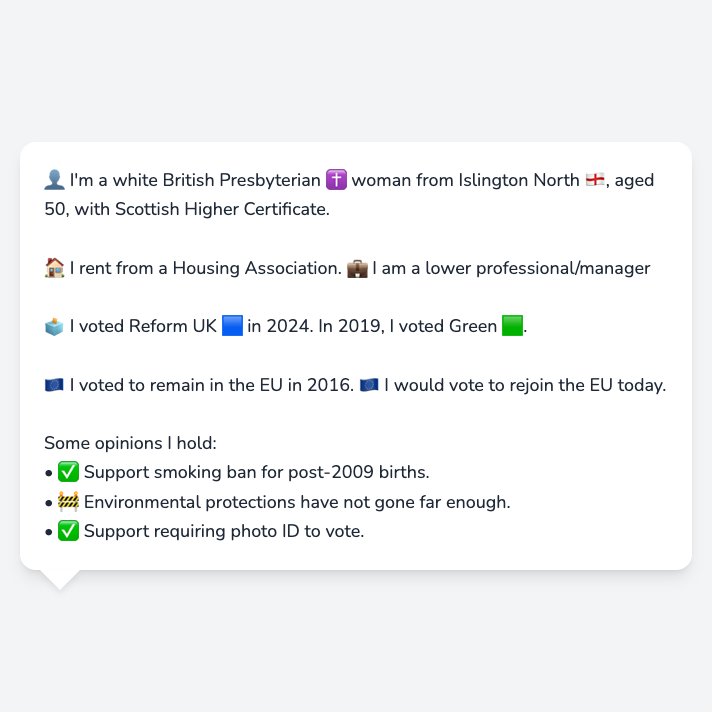 👤 I'm a white British Presbyterian ✝️ woman from Islington North 🏴󠁧󠁢󠁥󠁮󠁧󠁿, aged
50, with Scottish Higher Certificate.
🏠 I rent from a Housing Association. 💼 I am a lower professional/manager
🗳️ I voted Reform UK 🟦 in 2024. In 2019, I voted Green 🟩.
🇪🇺 I voted to remain in the EU in 2016. 🇪🇺 I would vote to rejoin the EU today.
Some opinions I hold:
• ✅ Support smoking ban for post-2009 births.
• 🚧 Environmental protections have not gone far enough.
• ✅ Support requiring photo ID to vote.